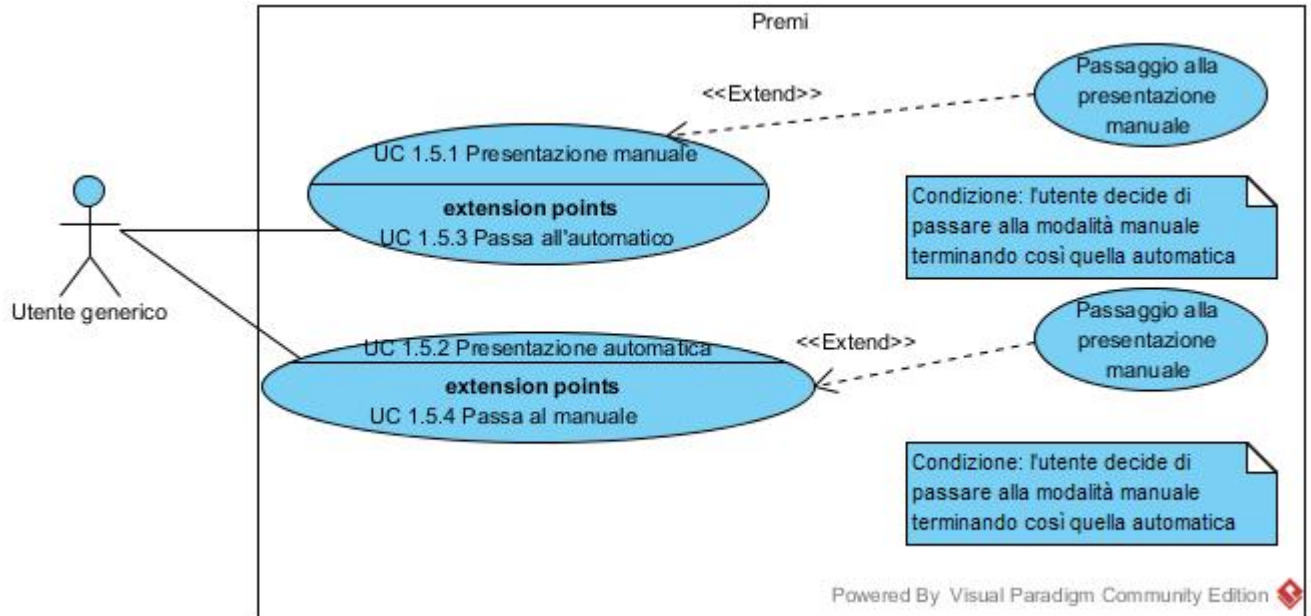 Premi
<<Extend>>
Passaggio alla
presentazione
manuale
UC 1.5.1 Presentazione manuale
extension points
UC 1.5.3 Passa all'automatico
Condizione: l'utente decide di
passare alla modalità manuale
terminando così quella automatica
Utente generico
<<Extend>>
Passaggio alla
presentazione
manuale
UC 1.5.2 Presentazione automatica
extension points
UC 1.5.4 Passa al manuale
Condizione: l'utente decide di
passare alla modalità manuale
terminando così quella automatica
Powered By Visual Paradigm Community Edition